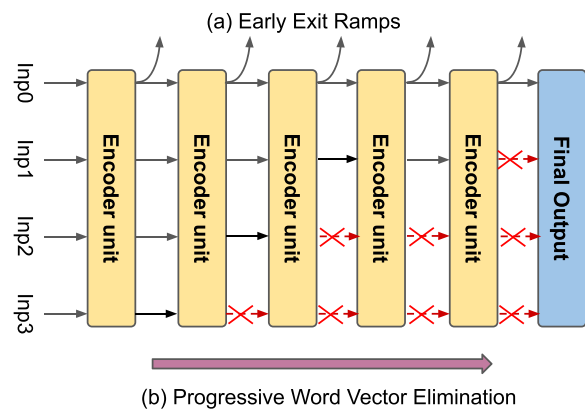 (a) Early Exit Ramps
Inp0
Inp1
Inp2
Inp3
Encoder unit
Encoder unit
Encoder unit
Encoder unit
Encoder unit
Final Output
(b) Progressive Word Vector Elimination